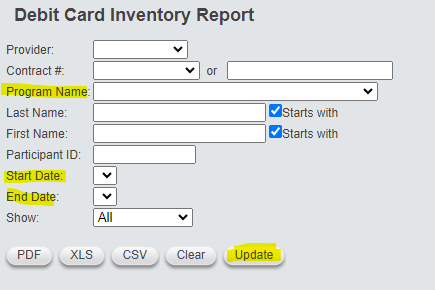 Debit Card Inventory Report
Provider:
Contract #: or
Program Name:
Last Name: Starts with
First Name: Starts with
Participant ID:
Start Date:
End Date:
Show: All
PDF XLS CSV Clear Update